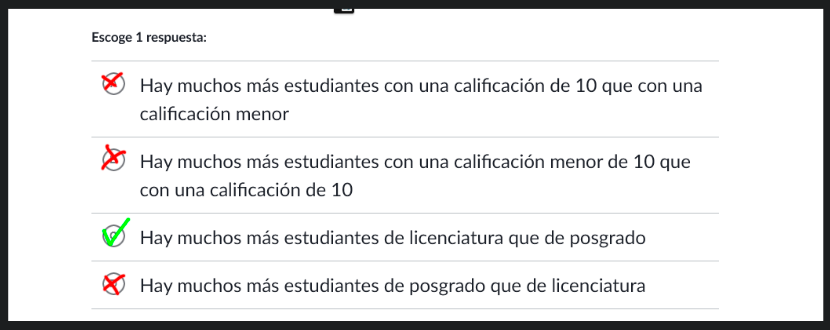 Escoge 1 respuesta:
Hay muchos más estudiantes con una calificación de 10 que con una
calificación menor
Hay muchos más estudiantes con una calificación menor de 10 que
con una calificación de 10
Hay muchos más estudiantes de licenciatura que de posgrado
Hay muchos más estudiantes de posgrado que de licenciatura